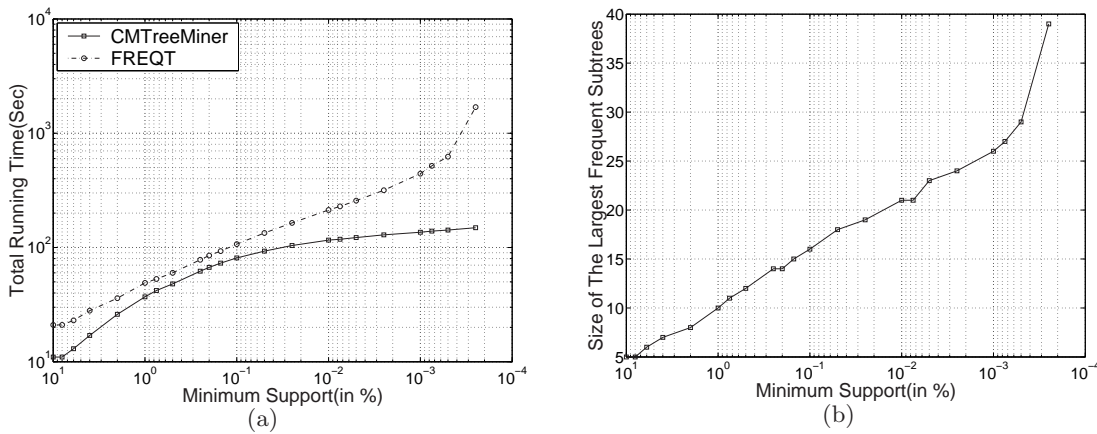 10^4
CMTreeMiner
FREQT
10^3
10^2
10^1
Total Running Time(Sec)
10^1 10^0 10^-1 10^-2 10^-3 10^-4
Minimum Support(in %)
(a)
40
35
30
25
20
15
10
5
Size of The Largest Frequent Subtrees
10^1 10^0 10^-1 10^-2 10^-3 10^-4
Minimum Support(in %)
(b)